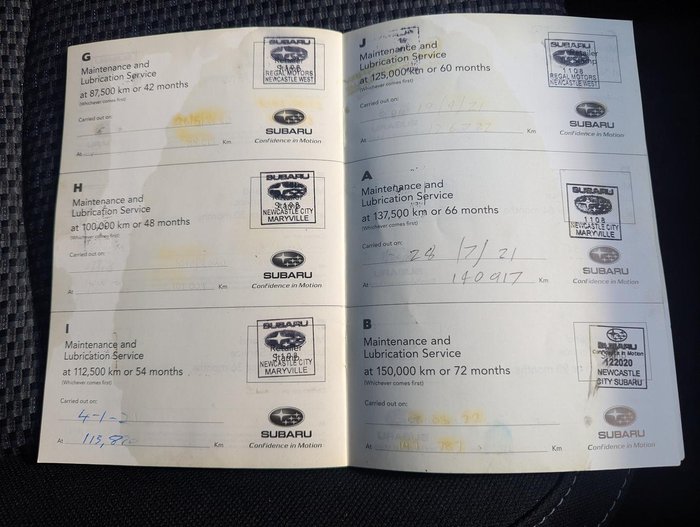 G
Maintenance and
Lubrication Service
at 87,500 km or 42 months
(Whichever comes first)
SUBARU
1108
REGAL MOTORS
NEWCASTLE WEST
Carried out on:
At
Km
SUBARU
Confidence in Motion
H
Maintenance and
Lubrication Service
at 100,000 km or 48 months
(Whichever comes first)
SUBARU
NEWCASTLE CITY
MARYVILLE
Carried out on:
At
Km
SUBARU
Confidence in Motion
I
Maintenance and
Lubrication Service
at 112,500 km or 54 months
(Whichever comes first)
SUBARU
NEWCASTLE CITY
MARYVILLE
Carried out on:
4-1-
At
Km
SUBARU
Confidence in Motion
J
Maintenance and
Lubrication Service
at 125,000 km or 60 months
(Whichever comes first)
SUBARU
1108
REGAL MOTORS
NEWCASTLE WEST
Carried out on:
At
Km
SUBARU
Confidence in Motion
A
Maintenance and
Lubrication Service
at 137,500 km or 66 months
(Whichever comes first)
SUBARU
1108
NEWCASTLE CITY
MARYVILLE
Carried out on:
28 /7/21
At 140917 Km
SUBARU
Confidence in Motion
B
Maintenance and
Lubrication Service
at 150,000 km or 72 months
(Whichever comes first)
SUBARU
Confidence in Motion
122020
NEWCASTLE
CITY SUBARU
Carried out on:
At
Km
SUBARU
Confidence in Motion